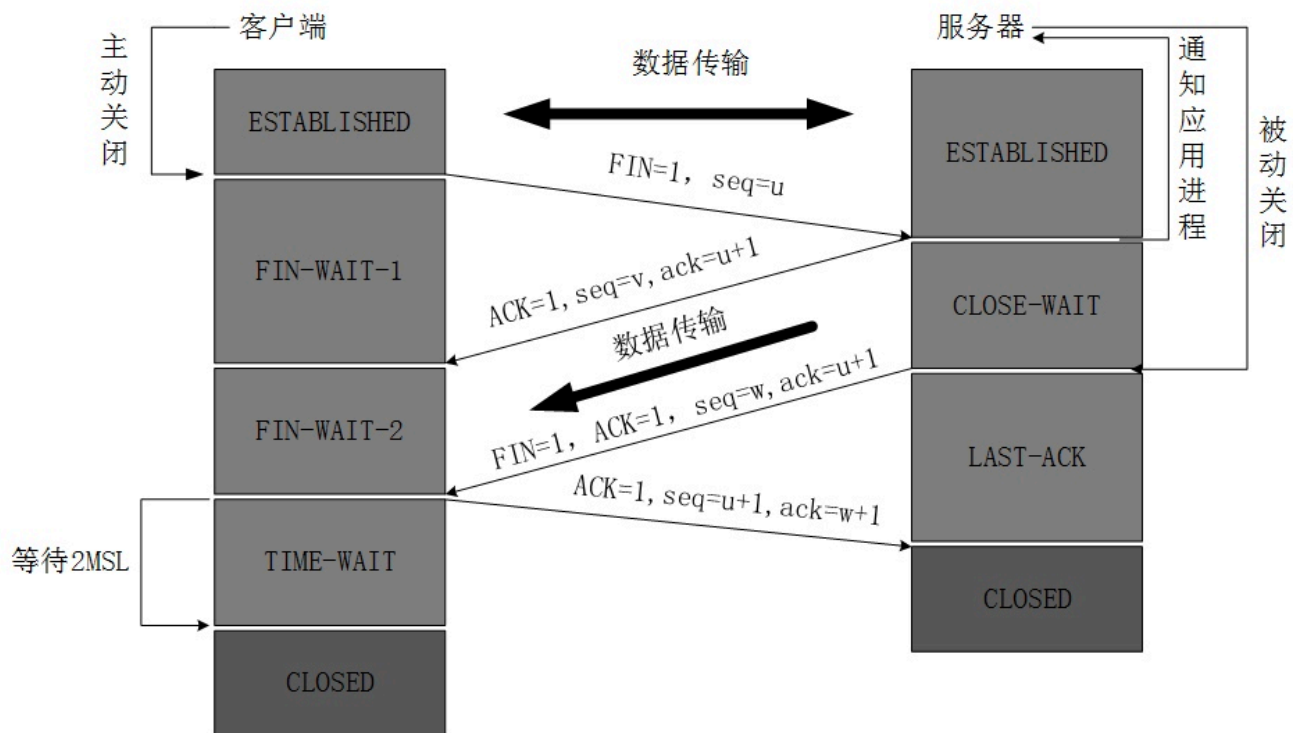 客户端
服务器
主动关闭
数据传输
通知应用进程
被动关闭
ESTABLISHED
ESTABLISHED
FIN=1, seq=u
FIN-WAIT-1
ACK=1,seq=v,ack=u+1
CLOSE-WAIT
数据传输
FIN-WAIT-2
FIN=1, ACK=1, seq=w,ack=u+1
LAST-ACK
ACK=1,seq=u+1,ack=w+1
等待2MSL
TIME-WAIT
CLOSED
CLOSED